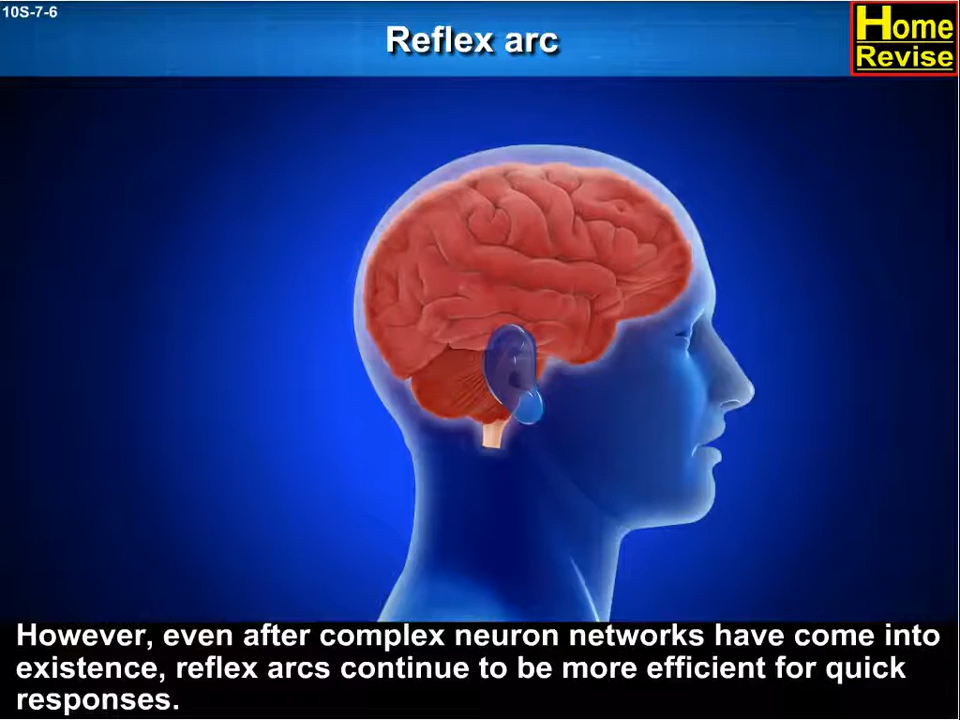 10S-7-6
Reflex arc
Home
Revise
However, even after complex neuron networks have come into
existence, reflex arcs continue to be more efficient for quick
responses.